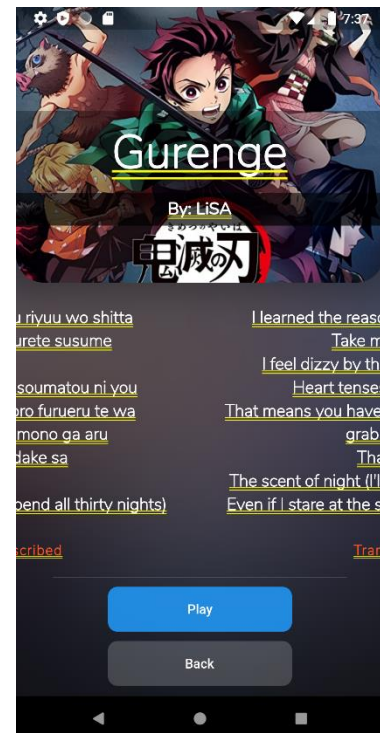 7:37
Gurenge
By: LiSA
鬼滅の刃
u riyuu wo shitta
urete susume
soumatou ni you
oro furueru te wa
mono ga aru
dake sa
pend all thirty nights)
scribed
I learned the reaso
Take m
I feel dizzy by th
Heart tense
That means you have
grab
Tha
The scent of night (I'l
Even if I stare at the s
Tran
Play
Back